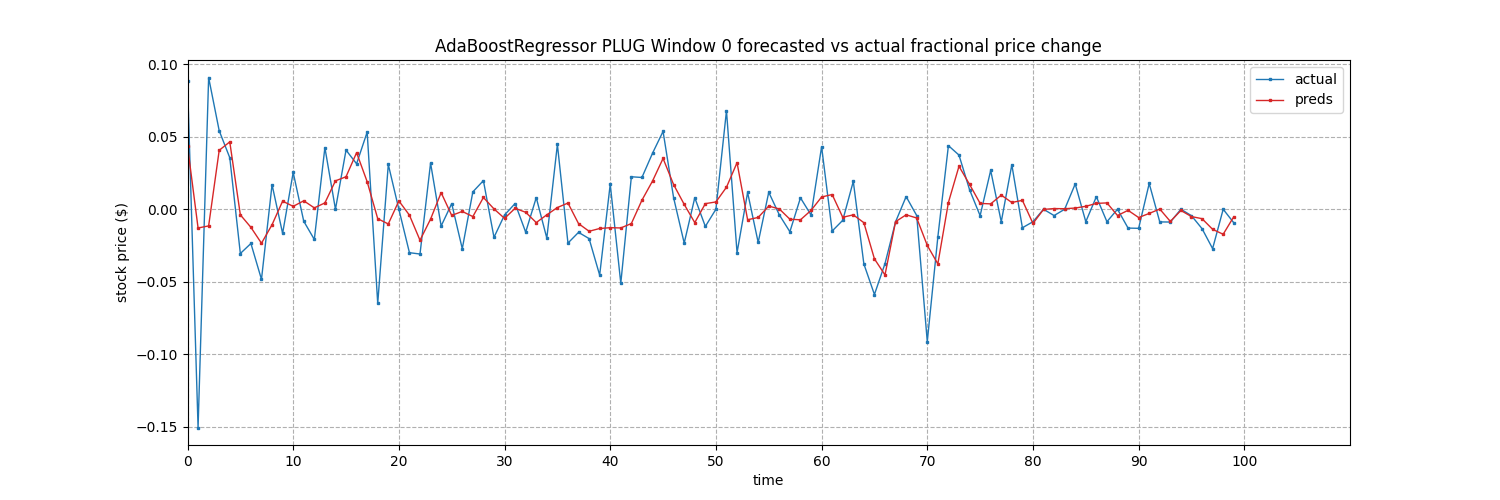 AdaBoostRegressor PLUG Window 0 forecasted vs actual fractional price change
actual
preds
stock price ($)
0.10
0.05
0.00
−0.05
−0.10
−0.15
0 10 20 30 40 50 60 70 80 90 100
time